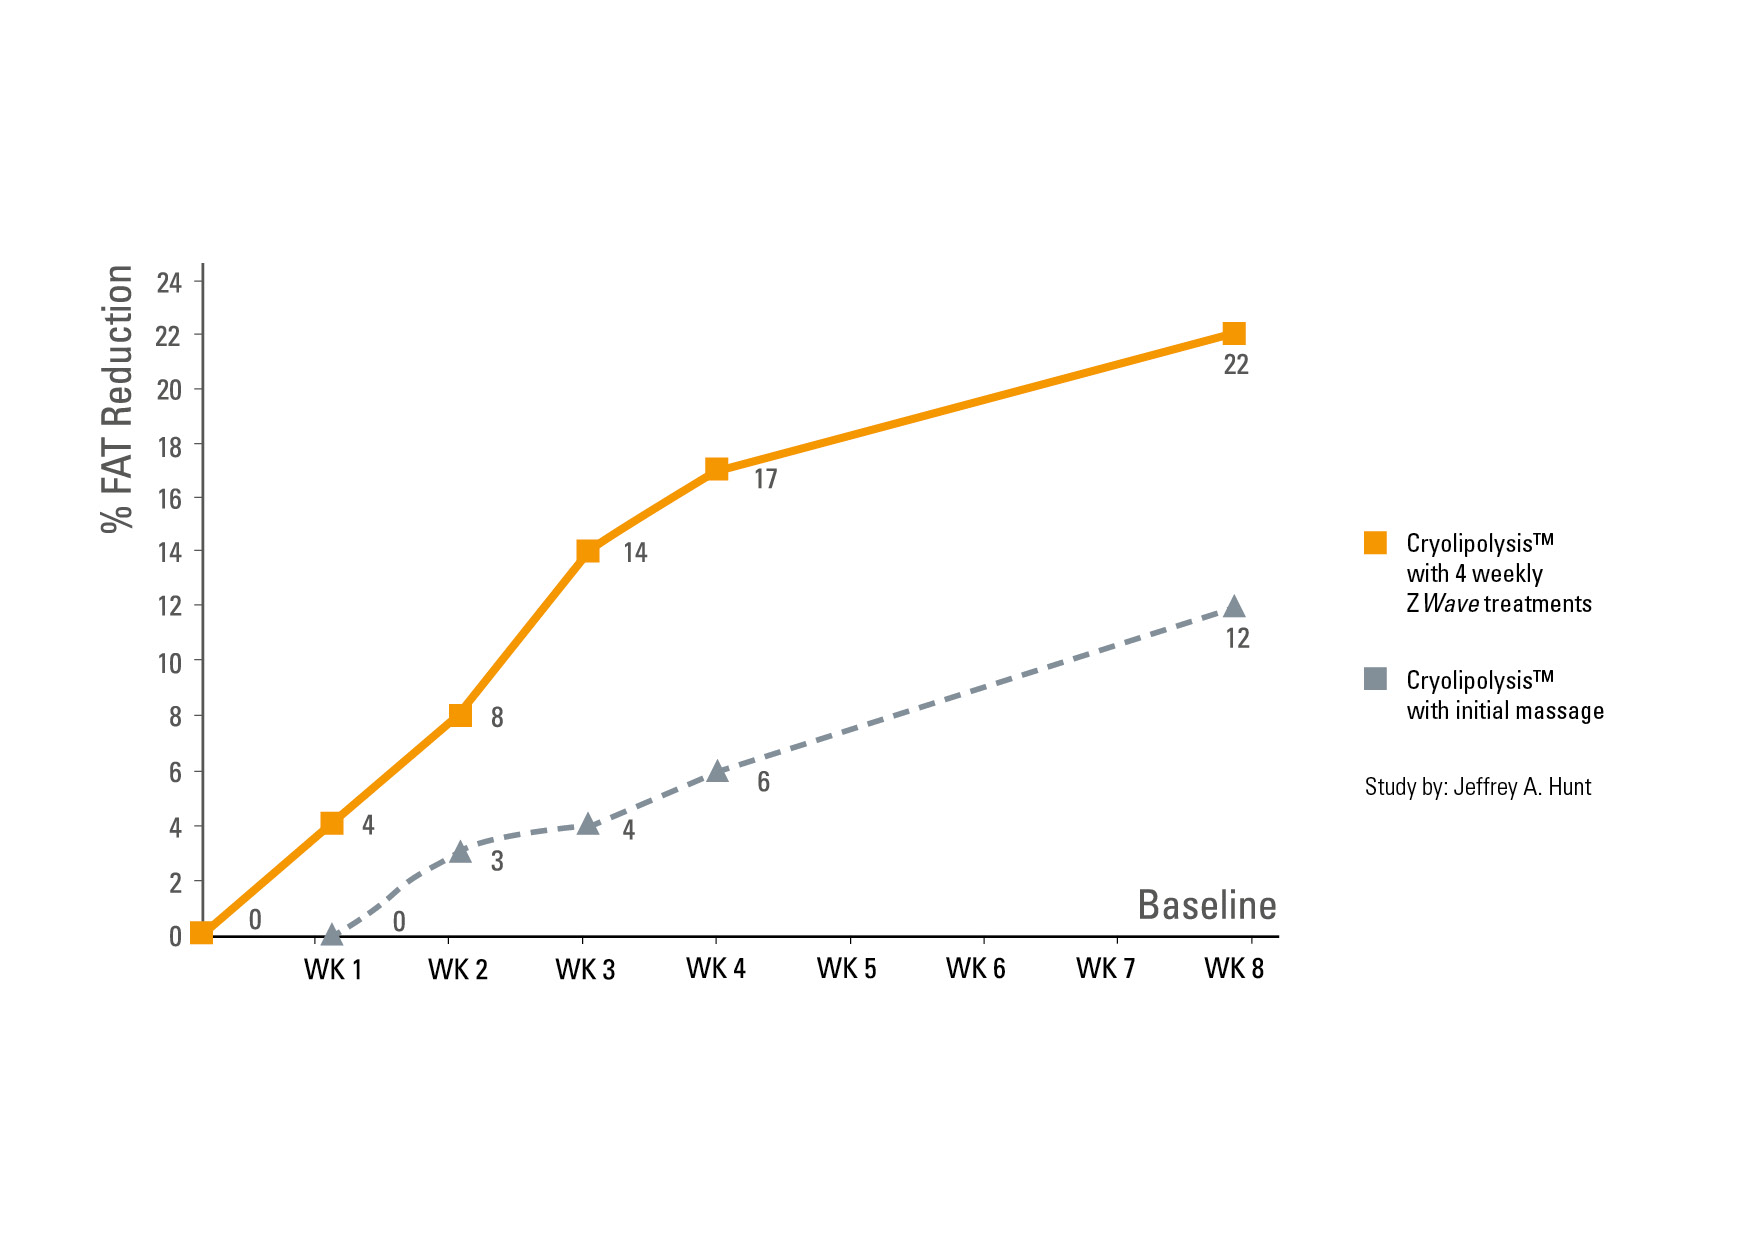 % FAT Reduction
24
22
20
18
16
14
12
10
8
6
4
2
0
22
17
14
12
8
6
4
4
3
0
0
Baseline
WK 1
WK 2
WK 3
WK 4
WK 5
WK 6
WK 7
WK 8
Cryolipolysis™
with 4 weekly
Z Wave treatments
Cryolipolysis™
with initial massage
Study by: Jeffrey A. Hunt